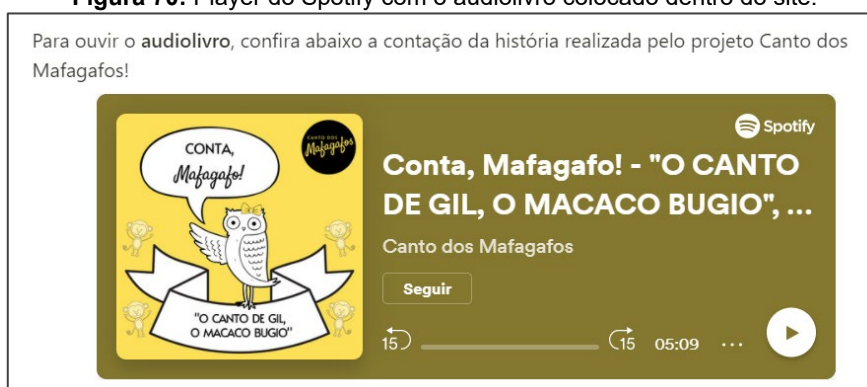 Figura 70. Player do Spotify com o audiolivro colocado dentro do site.
Para ouvir o audiolivro, confira abaixo a contação da história realizada pelo projeto Canto dos
Mafagafos!
CONTA,
Mafagafo!
CANTO DOS
Mafagafos
"O CANTO DE GIL,
O MACACO BUGIO"
Spotify
Conta, Mafagafo! - "O CANTO
DE GIL, O MACACO BUGIO", ...
Canto dos Mafagafos
Seguir
15 15 05:09 ...